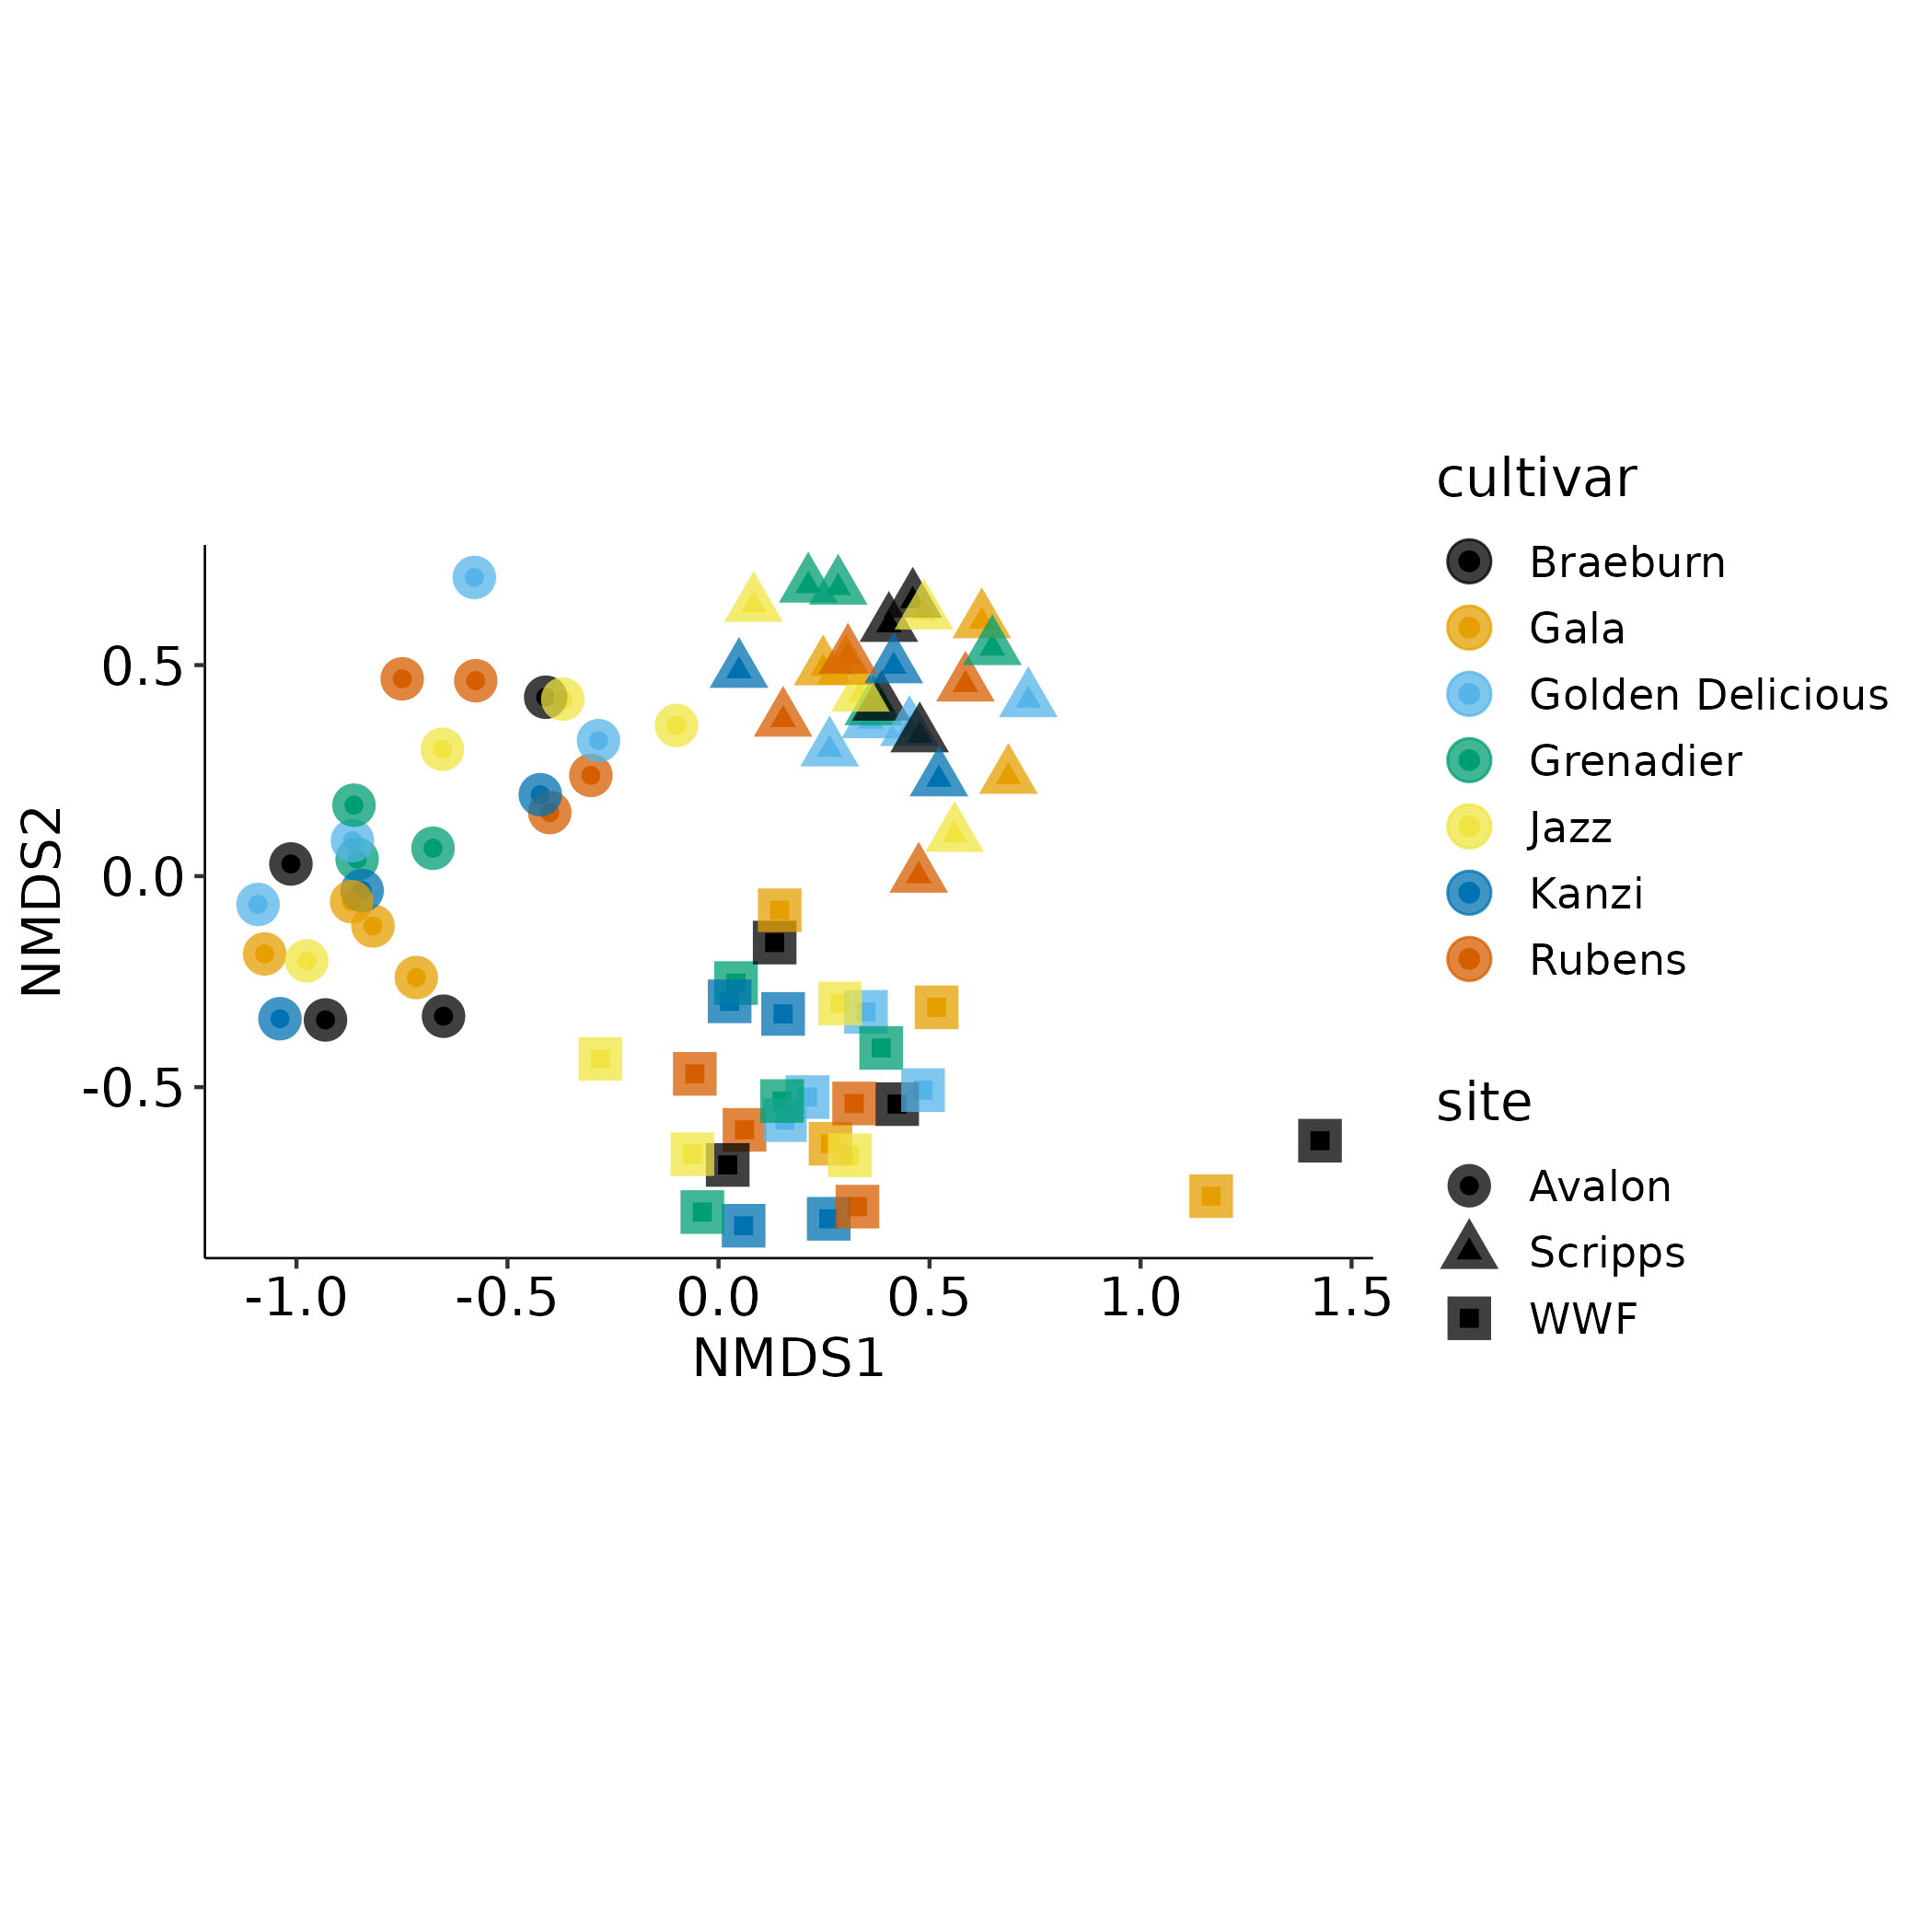 cultivar
Braeburn
Gala
Golden Delicious
Grenadier
Jazz
Kanzi
Rubens
site
Avalon
Scripps
WWF
NMDS2
0.5
0.0
-0.5
-1.0 -0.5 0.0 0.5 1.0 1.5
NMDS1